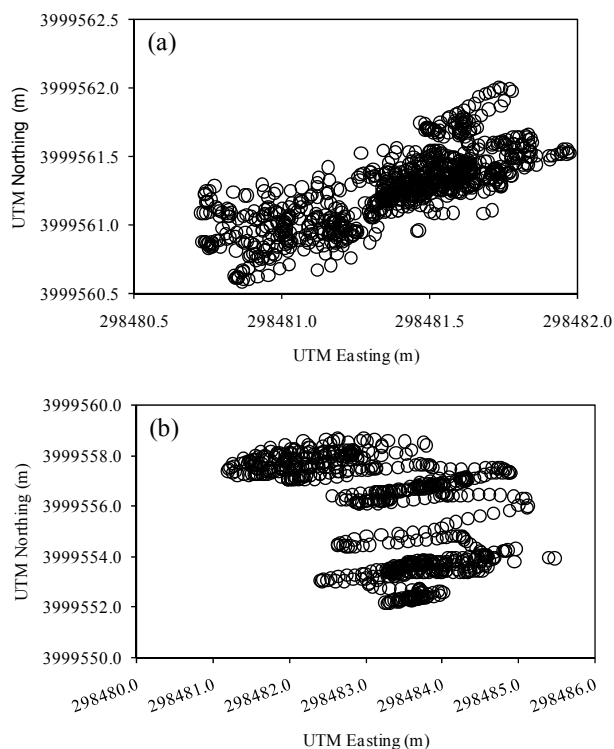 (a)
UTM Northing (m)
3999562.5
3999562.0
3999561.5
3999561.0
3999560.5
298480.5 298481.0 298481.5 298482.0
UTM Easting (m)
(b)
UTM Northing (m)
3999560.0
3999558.0
3999556.0
3999554.0
3999552.0
3999550.0
298480.0 298481.0 298482.0 298483.0 298484.0 298485.0 298486.0
UTM Easting (m)